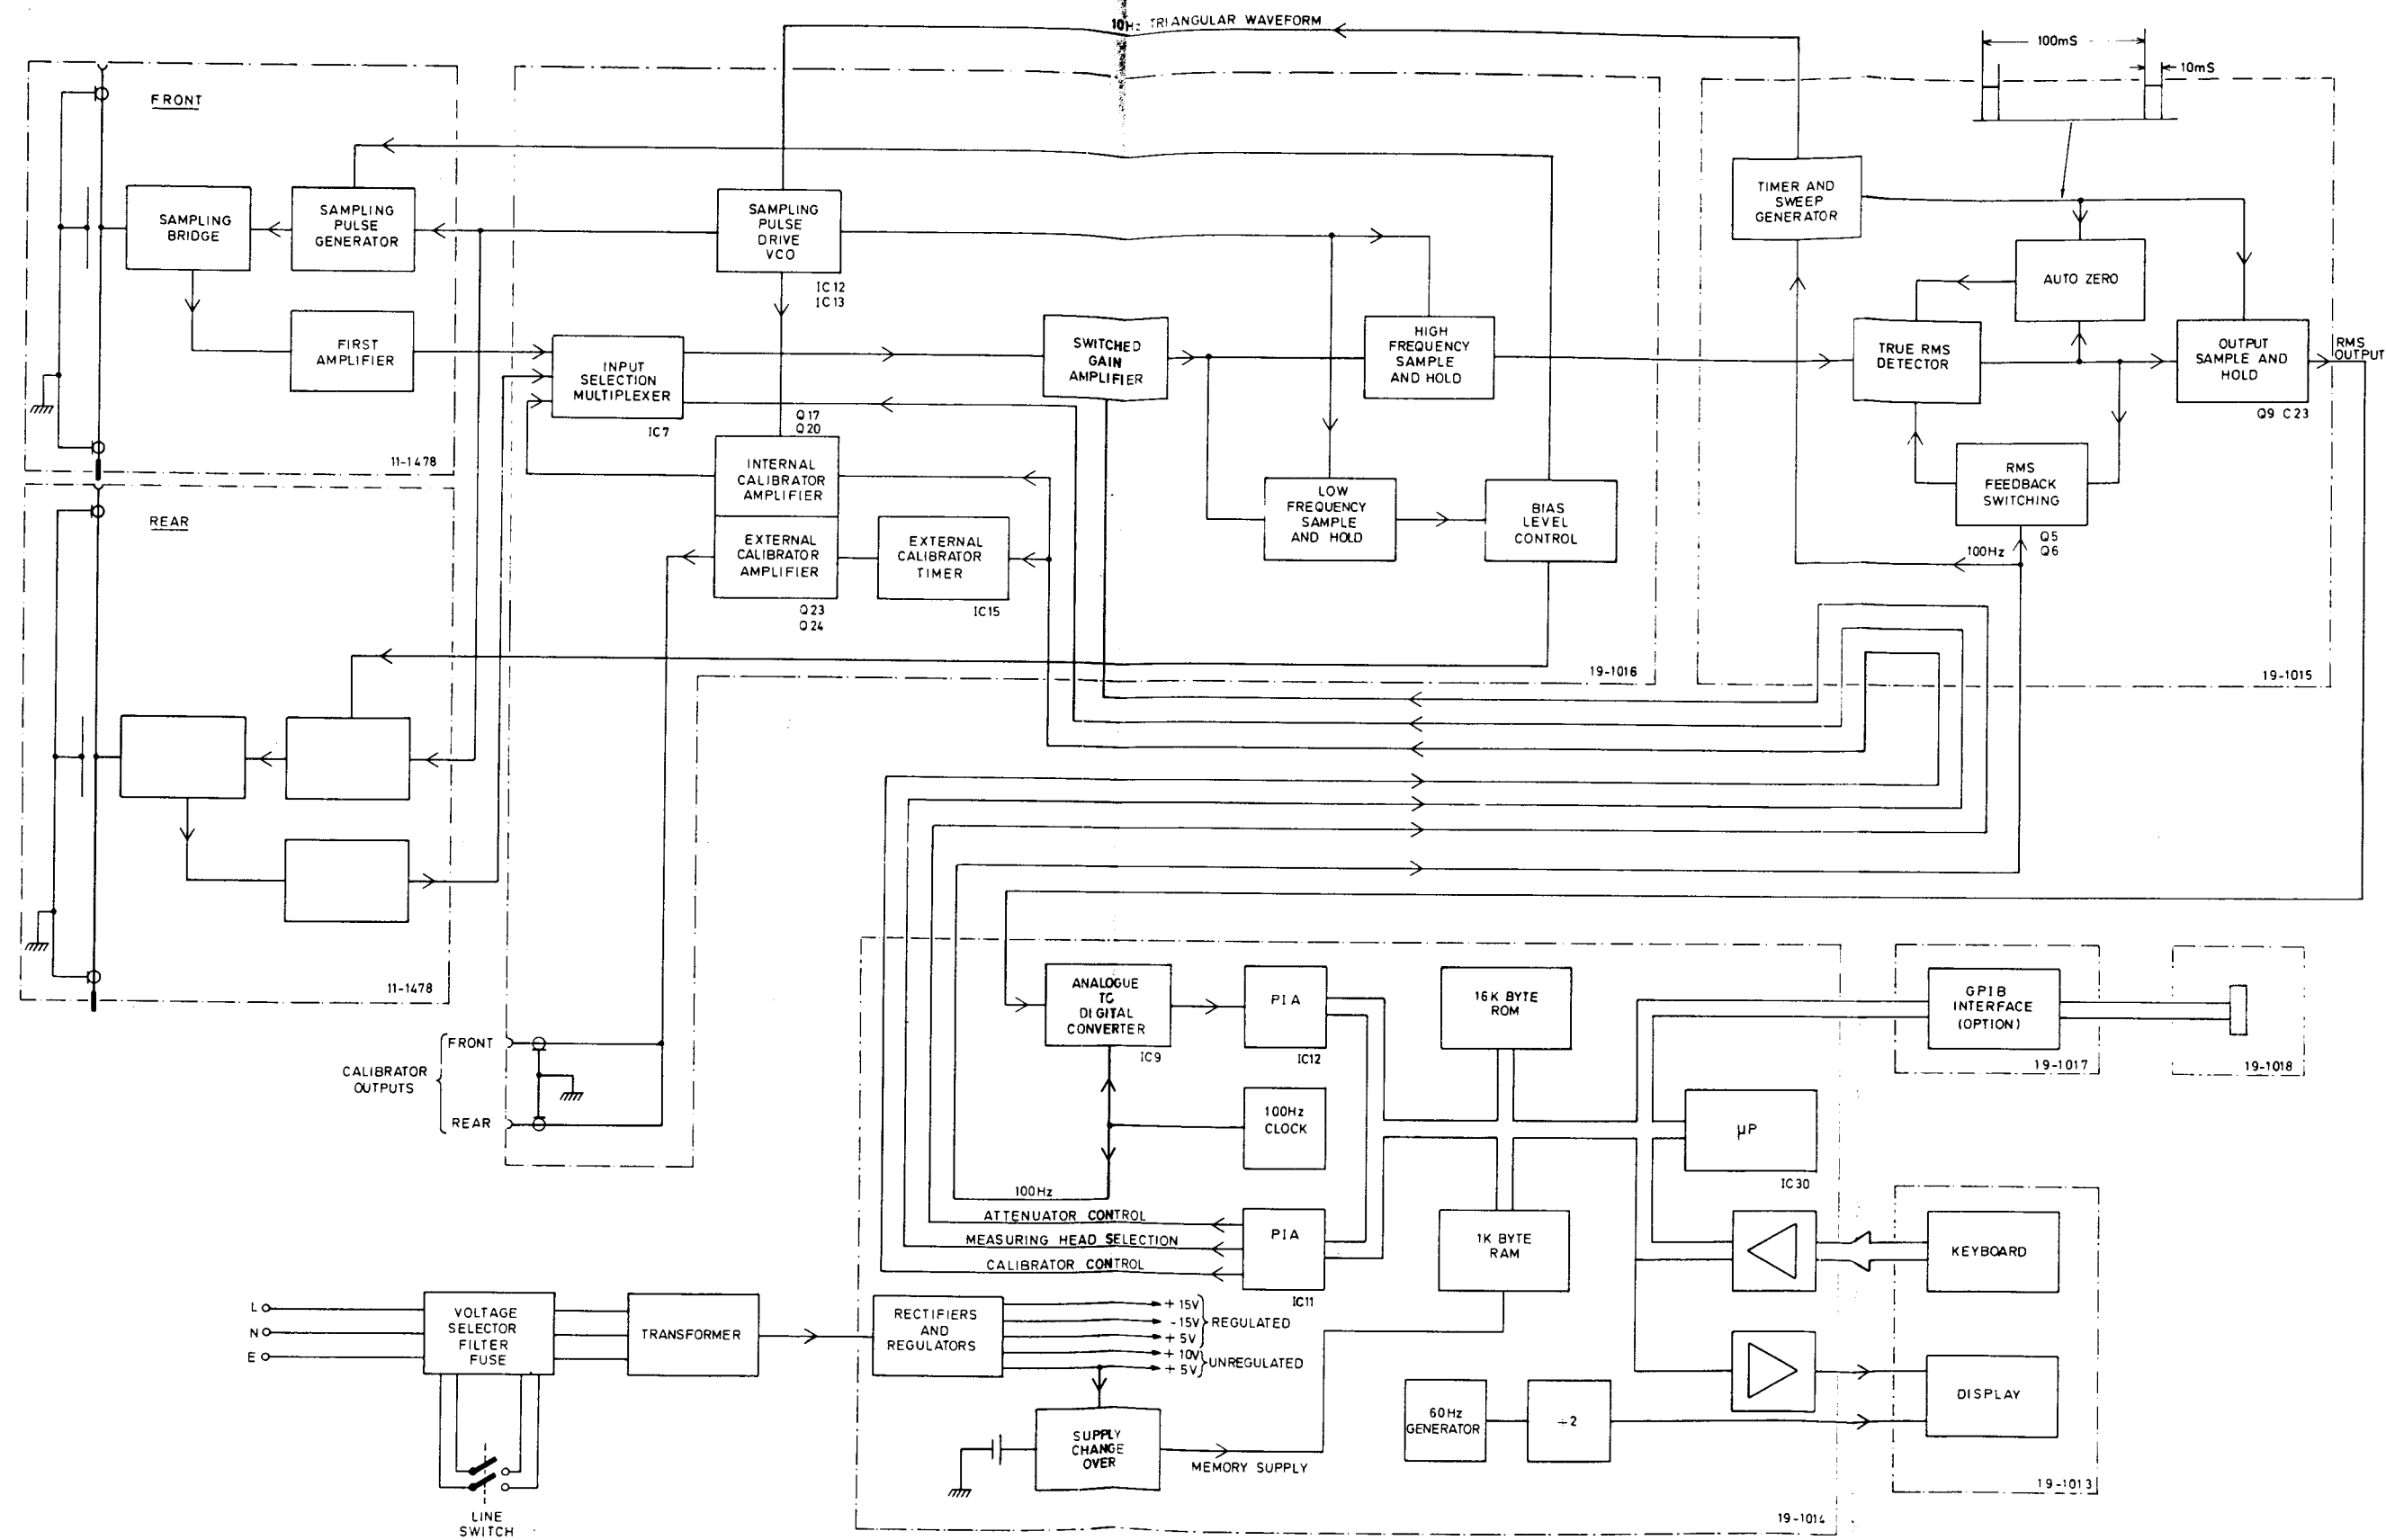 10Hz TRIANGULAR WAVEFORM
100mS
10mS
FRONT
SAMPLING
BRIDGE
SAMPLING
PULSE
GENERATOR
FIRST
AMPLIFIER
11-1478
REAR
11-1478
SAMPLING
PULSE
DRIVE
VCO
IC12
IC13
INPUT
SELECTION
MULTIPLEXER
IC7
Q17
Q20
INTERNAL
CALIBRATOR
AMPLIFIER
EXTERNAL
CALIBRATOR
AMPLIFIER
Q23
Q24
EXTERNAL
CALIBRATOR
TIMER
IC15
SWITCHED
GAIN
AMPLIFIER
HIGH
FREQUENCY
SAMPLE
AND HOLD
LOW
FREQUENCY
SAMPLE
AND HOLD
BIAS
LEVEL
CONTROL
19-1016
TIMER AND
SWEEP
GENERATOR
AUTO ZERO
TRUE RMS
DETECTOR
OUTPUT
SAMPLE AND
HOLD
Q9 C23
RMS
OUTPUT
RMS
FEEDBACK
SWITCHING
Q5
Q6
100Hz
19-1015
CALIBRATOR
OUTPUTS
FRONT
REAR
ANALOGUE
TO
DIGITAL
CONVERTER
IC9
PIA
IC12
16K BYTE
ROM
100Hz
CLOCK
100Hz
ATTENUATOR CONTROL
MEASURING HEAD SELECTION
CALIBRATOR CONTROL
PIA
IC11
1K BYTE
RAM
µP
IC30
GPIB
INTERFACE
(OPTION)
19-1017
19-1018
KEYBOARD
DISPLAY
19-1013
L
N
E
VOLTAGE
SELECTOR
FILTER
FUSE
TRANSFORMER
LINE
SWITCH
RECTIFIERS
AND
REGULATORS
+15V
-15V
+5V
REGULATED
+10V
+5V
UNREGULATED
SUPPLY
CHANGE
OVER
MEMORY SUPPLY
60Hz
GENERATOR
÷2
19-1014